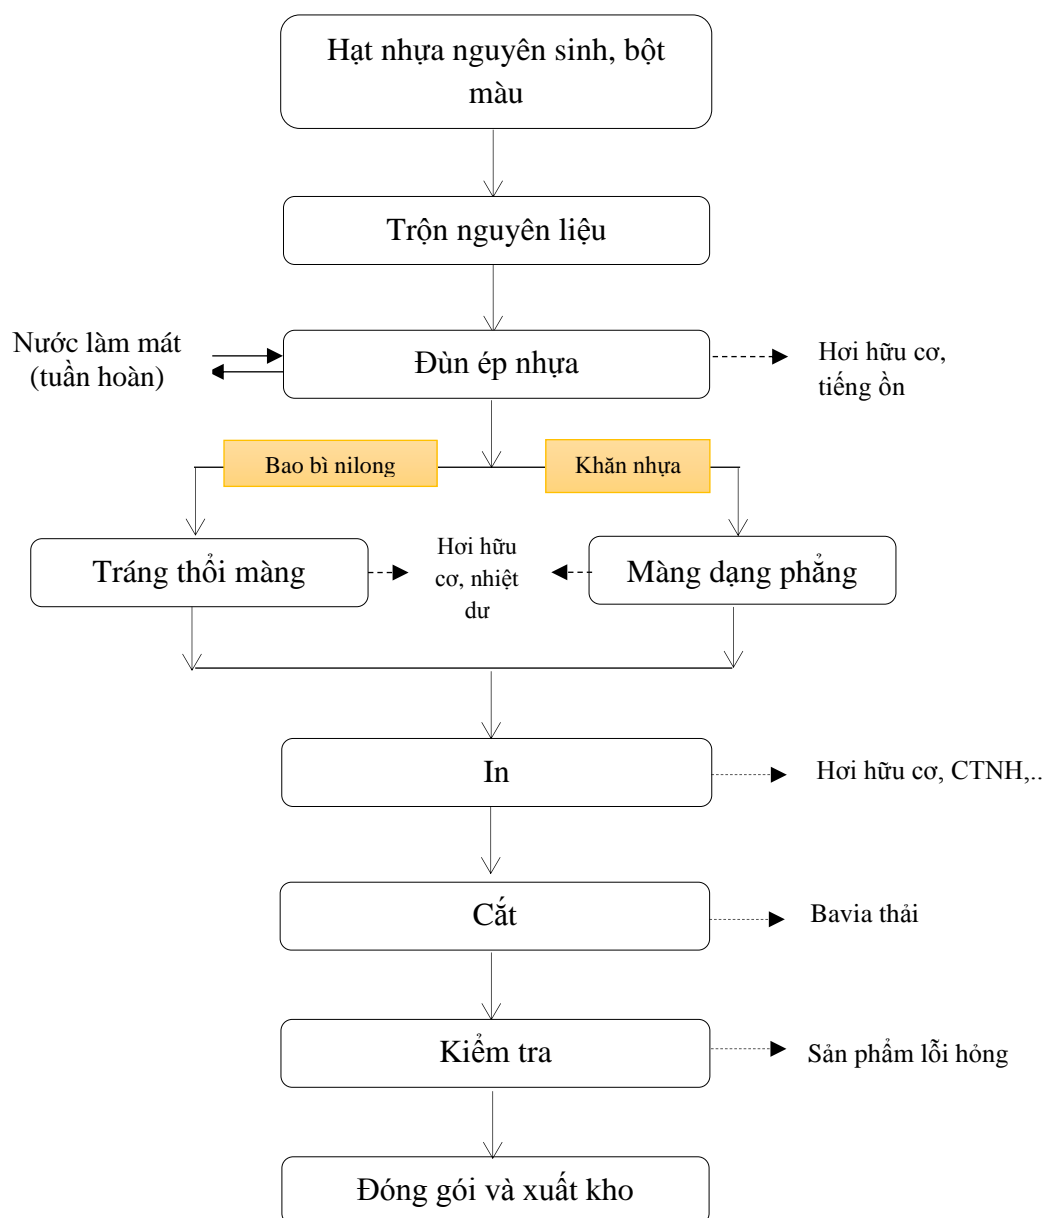 Hạt nhựa nguyên sinh, bột
màu
Trộn nguyên liệu
Nước làm mát
(tuần hoàn)
Đùn ép nhựa
Hơi hữu cơ,
tiếng ồn
Bao bì nilong
Khăn nhựa
Tráng thổi màng
Hơi hữu
cơ, nhiệt
dư
Màng dạng phẳng
In
Hơi hữu cơ, CTNH,..
Cắt
Bavia thải
Kiểm tra
Sản phẩm lỗi hỏng
Đóng gói và xuất kho